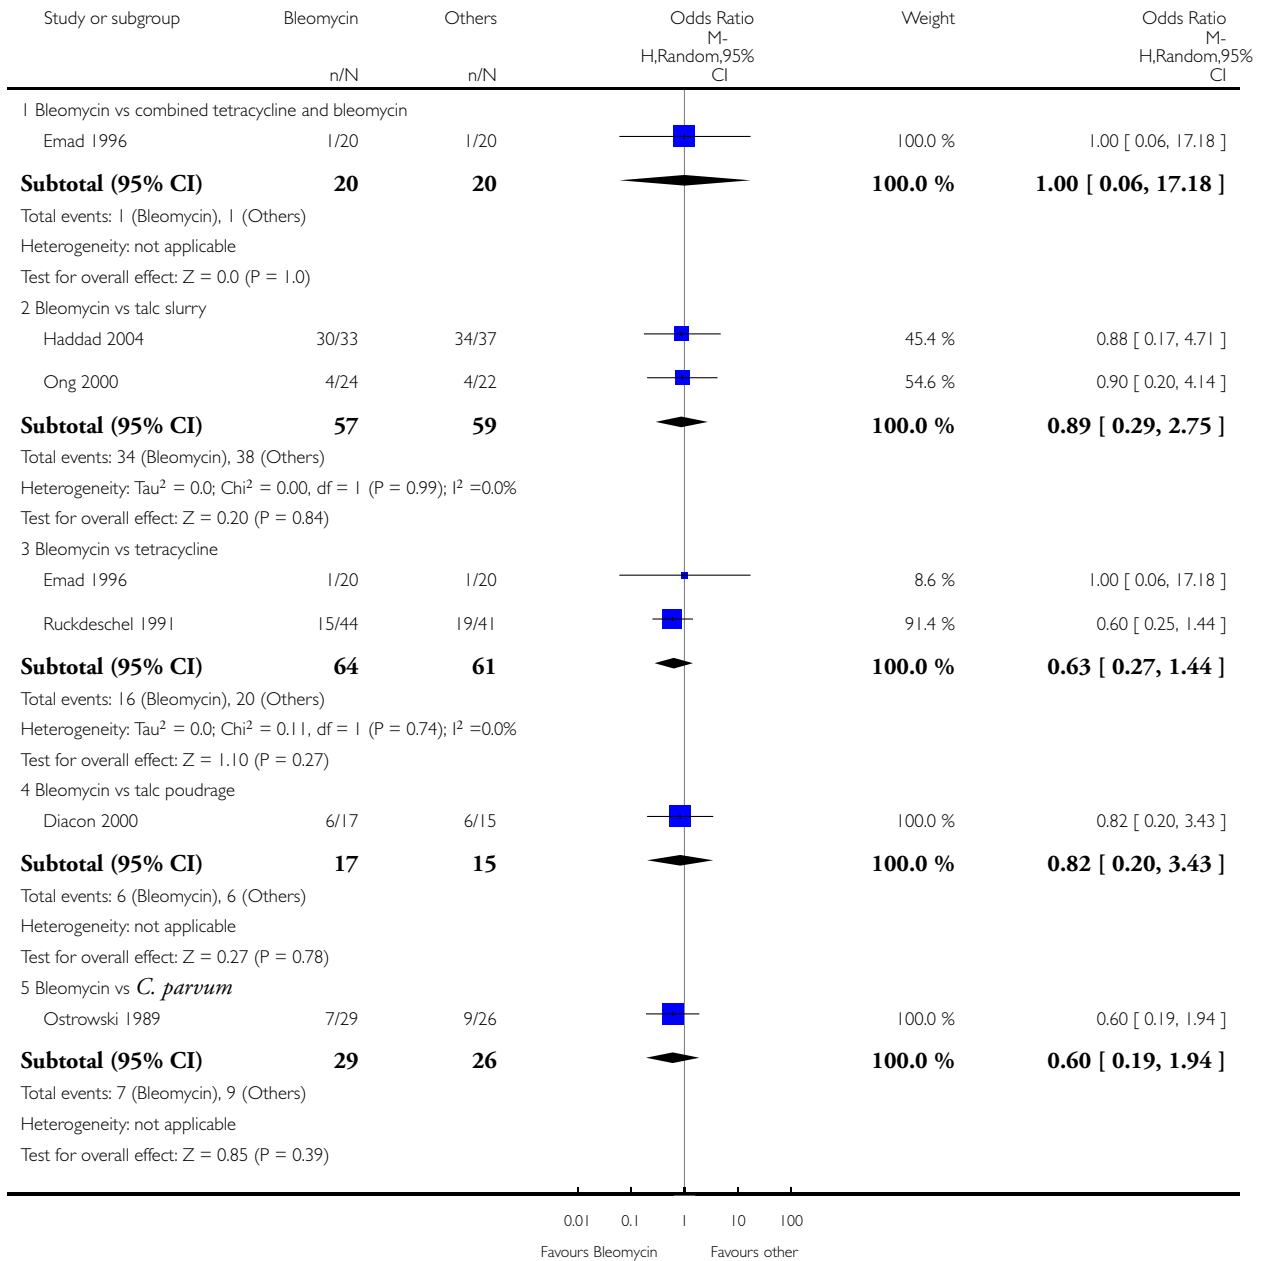 Study or subgroup Bleomycin Others Odds Ratio Weight Odds Ratio
M- M-
H,Random,95% H,Random,95%
n/N n/N CI CI
1 Bleomycin vs combined tetracycline and bleomycin
Emad 1996 1/20 1/20 100.0 % 1.00 [ 0.06, 17.18 ]
Subtotal (95% CI) 20 20 100.0 % 1.00 [ 0.06, 17.18 ]
Total events: 1 (Bleomycin), 1 (Others)
Heterogeneity: not applicable
Test for overall effect: Z = 0.0 (P = 1.0)
2 Bleomycin vs talc slurry
Haddad 2004 30/33 34/37 45.4 % 0.88 [ 0.17, 4.71 ]
Ong 2000 4/24 4/22 54.6 % 0.90 [ 0.20, 4.14 ]
Subtotal (95% CI) 57 59 100.0 % 0.89 [ 0.29, 2.75 ]
Total events: 34 (Bleomycin), 38 (Others)
Heterogeneity: Tau² = 0.0; Chi² = 0.00, df = 1 (P = 0.99); I² =0.0%
Test for overall effect: Z = 0.20 (P = 0.84)
3 Bleomycin vs tetracycline
Emad 1996 1/20 1/20 8.6 % 1.00 [ 0.06, 17.18 ]
Ruckdeschel 1991 15/44 19/41 91.4 % 0.60 [ 0.25, 1.44 ]
Subtotal (95% CI) 64 61 100.0 % 0.63 [ 0.27, 1.44 ]
Total events: 16 (Bleomycin), 20 (Others)
Heterogeneity: Tau² = 0.0; Chi² = 0.11, df = 1 (P = 0.74); I² =0.0%
Test for overall effect: Z = 1.10 (P = 0.27)
4 Bleomycin vs talc poudrage
Diacon 2000 6/17 6/15 100.0 % 0.82 [ 0.20, 3.43 ]
Subtotal (95% CI) 17 15 100.0 % 0.82 [ 0.20, 3.43 ]
Total events: 6 (Bleomycin), 6 (Others)
Heterogeneity: not applicable
Test for overall effect: Z = 0.27 (P = 0.78)
5 Bleomycin vs C. parvum
Ostrowski 1989 7/29 9/26 100.0 % 0.60 [ 0.19, 1.94 ]
Subtotal (95% CI) 29 26 100.0 % 0.60 [ 0.19, 1.94 ]
Total events: 7 (Bleomycin), 9 (Others)
Heterogeneity: not applicable
Test for overall effect: Z = 0.85 (P = 0.39)
0.01 0.1 1 10 100
Favours Bleomycin Favours other